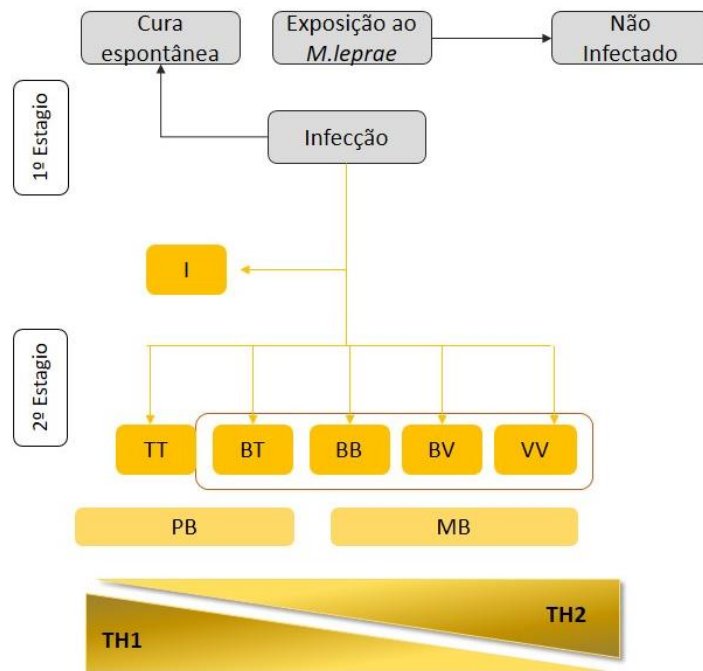 Cura
espontânea
Exposição ao
M.leprae
Não
Infectado
1º Estagio
Infecção
I
2º Estagio
TT
BT
BB
BV
VV
PB
MB
TH1
TH2